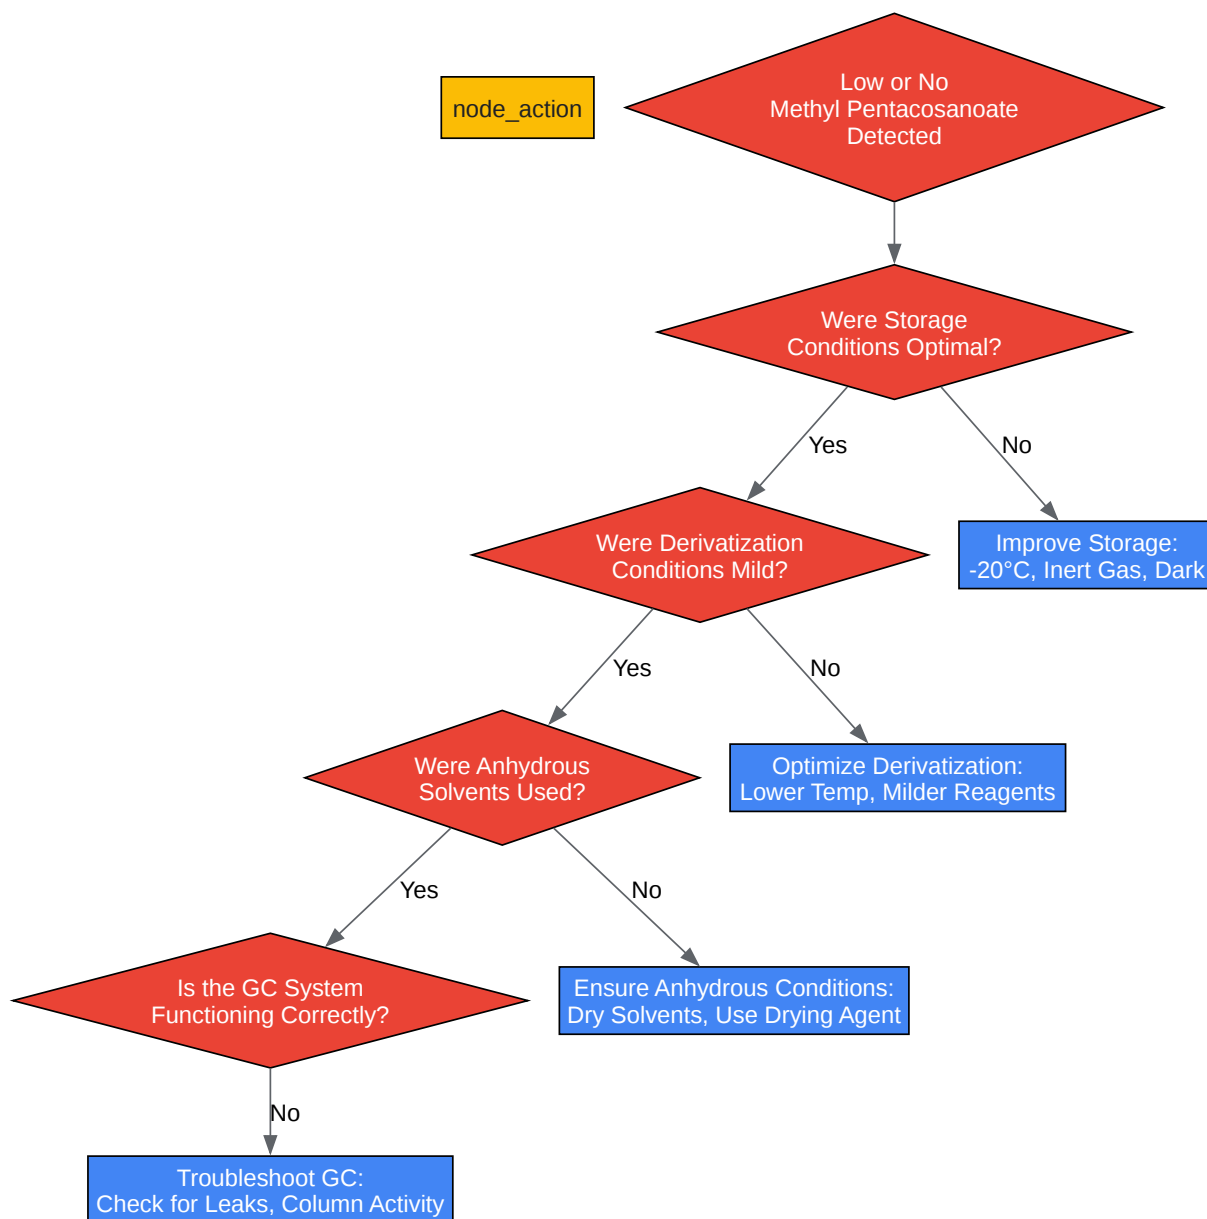 node_action
Low or No
Methyl Pentacosanoate
Detected
Were Storage
Conditions Optimal?
Yes
No
Were Derivatization
Conditions Mild?
Improve Storage:
-20°C, Inert Gas, Dark
Yes
No
Were Anhydrous
Solvents Used?
Optimize Derivatization:
Lower Temp, Milder Reagents
Yes
No
Is the GC System
Functioning Correctly?
Ensure Anhydrous Conditions:
Dry Solvents, Use Drying Agent
No
Troubleshoot GC:
Check for Leaks, Column Activity